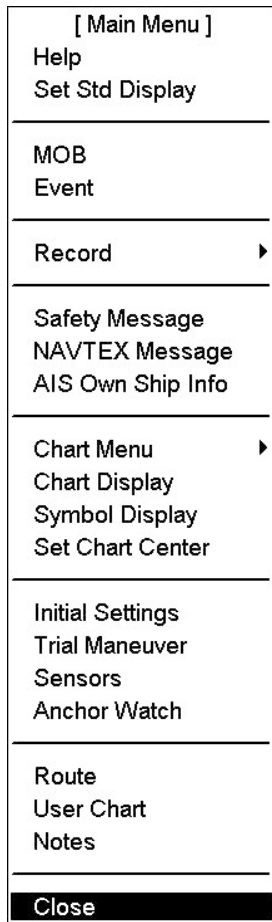 [ Main Menu ]
Help
Set Std Display
MOB
Event
Record
Safety Message
NAVTEX Message
AIS Own Ship Info
Chart Menu
Chart Display
Symbol Display
Set Chart Center
Initial Settings
Trial Maneuver
Sensors
Anchor Watch
Route
User Chart
Notes
Close